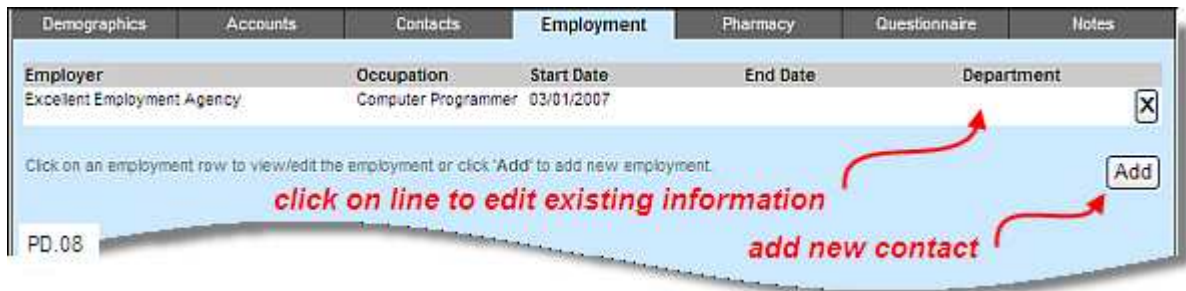 Demographics Accounts Contacts Employment Pharmacy Questionnaire Notes
Employer Occupation Start Date End Date Department
Excellent Employment Agency Computer Programmer 03/01/2007 X
Click on an employment row to view/edit the employment or click 'Add' to add new employment.
Add
click on line to edit existing information
add new contact
PD.08